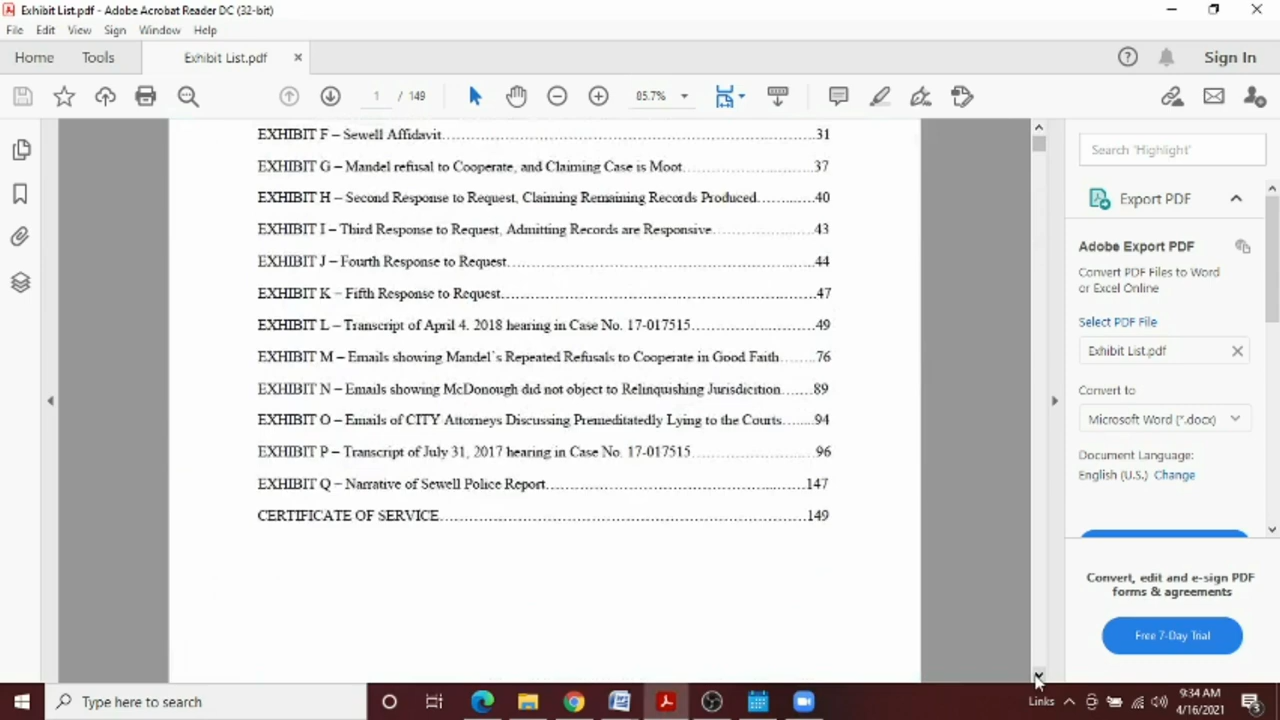 Exhibit List.pdf - Adobe Acrobat Reader DC (32-bit)
File Edit View Sign Window Help
Home Tools Exhibit List.pdf × Sign In
1 / 149 85.7%
EXHIBIT F – Sewell Affidavit 31
EXHIBIT G – Mandel refusal to Cooperate, and Claiming Case is Moot 37
EXHIBIT H – Second Response to Request, Claiming Remaining Records Produced 40
EXHIBIT I – Third Response to Request, Admitting Records are Responsive 43
EXHIBIT J – Fourth Response to Request 44
EXHIBIT K – Fifth Response to Request 47
EXHIBIT L – Transcript of April 4, 2018 hearing in Case No. 17-017515 49
EXHIBIT M – Emails showing Mandel's Repeated Refusals to Cooperate in Good Faith 76
EXHIBIT N – Emails showing McDonough did not object to Relinquishing Jurisdicition 89
EXHIBIT O – Emails of CITY Attorneys Discussing Premeditatedly Lying to the Courts 94
EXHIBIT P – Transcript of July 31, 2017 hearing in Case No. 17-017515 96
EXHIBIT Q – Narrative of Sewell Police Report 147
CERTIFICATE OF SERVICE 149
Search 'Highlight'
Export PDF
Adobe Export PDF
Convert PDF Files to Word
or Excel Online
Select PDF File
Exhibit List.pdf
Convert to
Microsoft Word (*.docx)
Document Language:
English (U.S.) Change
Convert, edit and e-sign PDF
forms & agreements
Free 7-Day Trial
Type here to search
Links
9:34 AM
4/16/2021